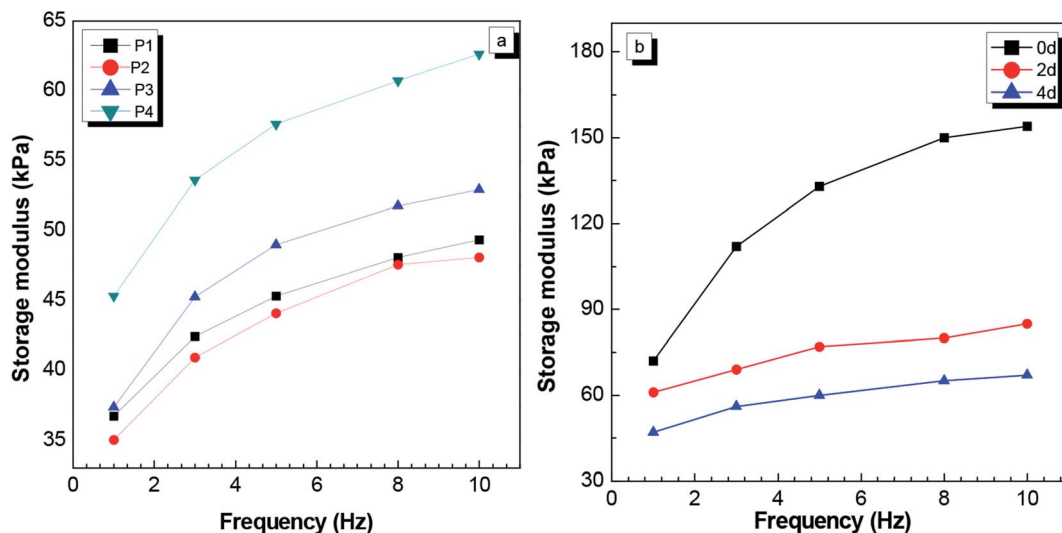 a
P1
P2
P3
P4
65
60
55
50
45
40
35
Storage modulus (kPa)
0 2 4 6 8 10
Frequency (Hz)
b
0d
2d
4d
180
150
120
90
60
30
Storage modulus (kPa)
0 2 4 6 8 10
Frequency (Hz)